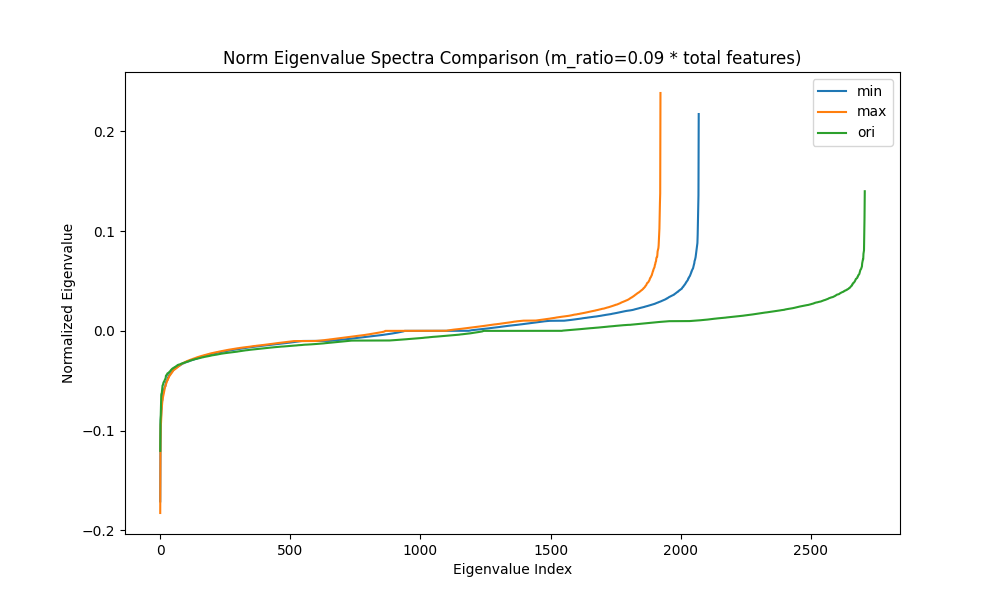 Norm Eigenvalue Spectra Comparison (m_ratio=0.09 * total features)
min
max
ori
Normalized Eigenvalue
0.2
0.1
0.0
−0.1
−0.2
0 500 1000 1500 2000 2500
Eigenvalue Index